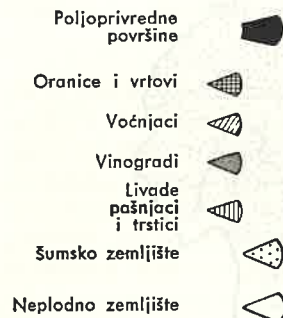 Poljoprivredne
površine
Oranice i vrtovi
Voćnjaci
Vinogradi
Livade
pašnjaci
i trstici
Šumsko zemljište
Neplodno zemljište